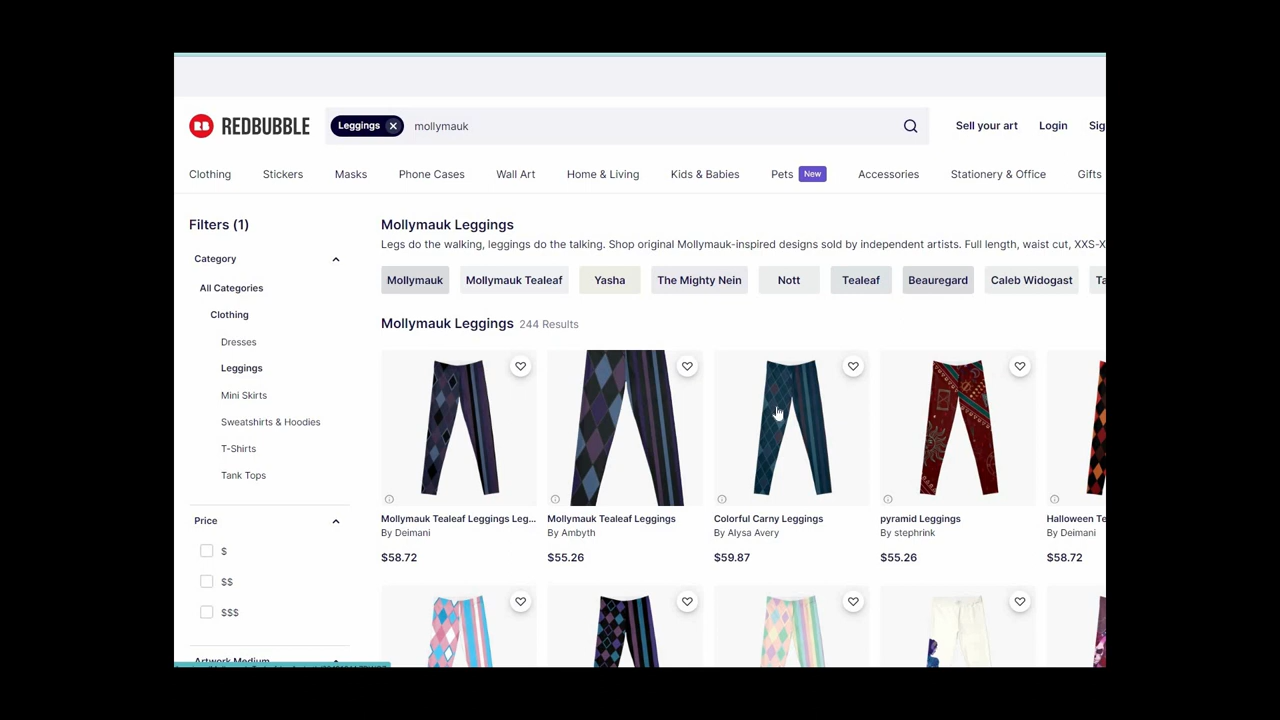 REDBUBBLE
Leggings
mollymauk
Sell your art
Login
Sig
Clothing
Stickers
Masks
Phone Cases
Wall Art
Home & Living
Kids & Babies
Pets
New
Accessories
Stationery & Office
Gifts
Filters (1)
Category
All Categories
Clothing
Dresses
Leggings
Mini Skirts
Sweatshirts & Hoodies
T-Shirts
Tank Tops
Price
$
$$
$$$
Artwork Medium
Mollymauk Leggings
Legs do the walking, leggings do the talking. Shop original Mollymauk-inspired designs sold by independent artists. Full length, waist cut, XXS-X
Mollymauk
Mollymauk Tealeaf
Yasha
The Mighty Nein
Nott
Tealeaf
Beauregard
Caleb Widogast
Ta
Mollymauk Leggings 244 Results
Mollymauk Tealeaf Leggings Leg...
By Deimani
$58.72
Mollymauk Tealeaf Leggings
By Ambyth
$55.26
Colorful Carny Leggings
By Alysa Avery
$59.87
pyramid Leggings
By stephrink
$55.26
Halloween Te
By Deimani
$58.72